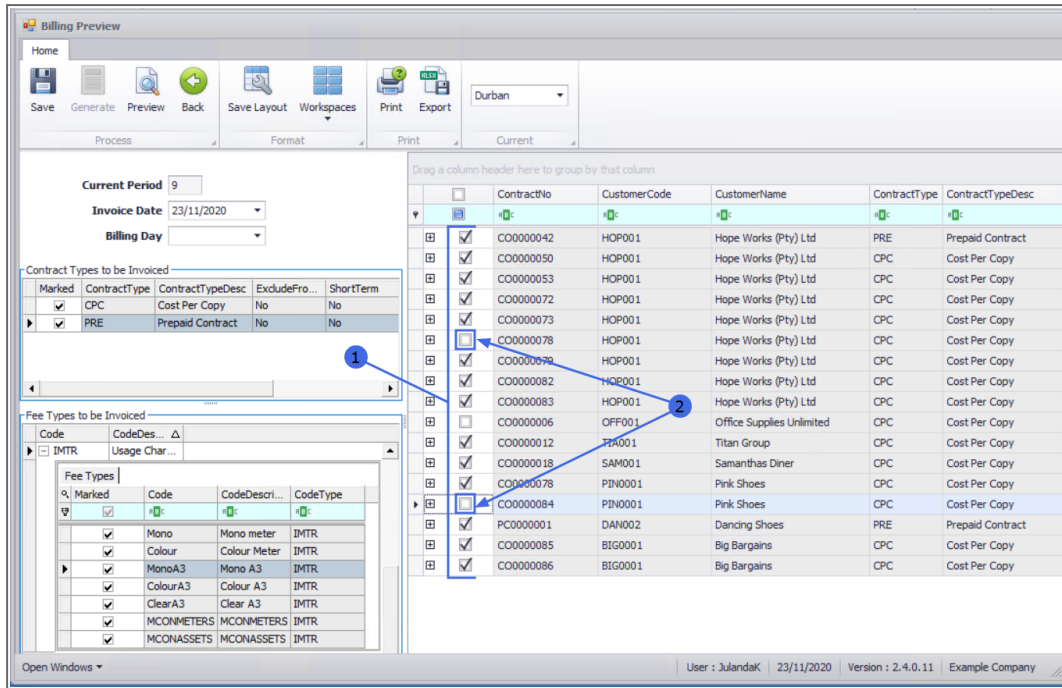 Billing Preview
Home
Save Generate Preview Back Save Layout Workspaces Print Export Durban
Process Format Print Current
Current Period 9
Invoice Date 23/11/2020
Billing Day
Contract Types to be Invoiced
Marked ContractType ContractTypeDesc ExcludeFro... ShortTerm
CPC Cost Per Copy No No
PRE Prepaid Contract No No
Fee Types to be Invoiced
Code CodeDes...
IMTR Usage Char...
Fee Types
Marked Code CodeDescri... CodeType
Mono Mono meter IMTR
Colour Colour Meter IMTR
MonoA3 Mono A3 IMTR
ColourA3 Colour A3 IMTR
ClearA3 Clear A3 IMTR
MCONMETERS MCONMETERS IMTR
MCONASSETS MCONASSETS IMTR
Drag a column header here to group by that column
ContractNo CustomerCode CustomerName ContractType ContractTypeDesc
CO0000042 HOP001 Hope Works (Pty) Ltd PRE Prepaid Contract
CO0000050 HOP001 Hope Works (Pty) Ltd CPC Cost Per Copy
CO0000053 HOP001 Hope Works (Pty) Ltd CPC Cost Per Copy
CO0000072 HOP001 Hope Works (Pty) Ltd CPC Cost Per Copy
CO0000073 HOP001 Hope Works (Pty) Ltd CPC Cost Per Copy
CO0000078 HOP001 Hope Works (Pty) Ltd CPC Cost Per Copy
CO0000079 HOP001 Hope Works (Pty) Ltd CPC Cost Per Copy
CO0000082 HOP001 Hope Works (Pty) Ltd CPC Cost Per Copy
CO0000083 HOP001 Hope Works (Pty) Ltd CPC Cost Per Copy
CO0000006 OFF001 Office Supplies Unlimited CPC Cost Per Copy
CO0000012 TIA001 Titan Group CPC Cost Per Copy
CO0000018 SAM001 Samanthas Diner CPC Cost Per Copy
CO0000078 PIN0001 Pink Shoes CPC Cost Per Copy
CO0000084 PIN0001 Pink Shoes CPC Cost Per Copy
PC0000001 DAN002 Dancing Shoes PRE Prepaid Contract
CO0000085 BIG0001 Big Bargains CPC Cost Per Copy
CO0000086 BIG0001 Big Bargains CPC Cost Per Copy
1
2
Open Windows User : JulandaK 23/11/2020 Version : 2.4.0.11 Example Company